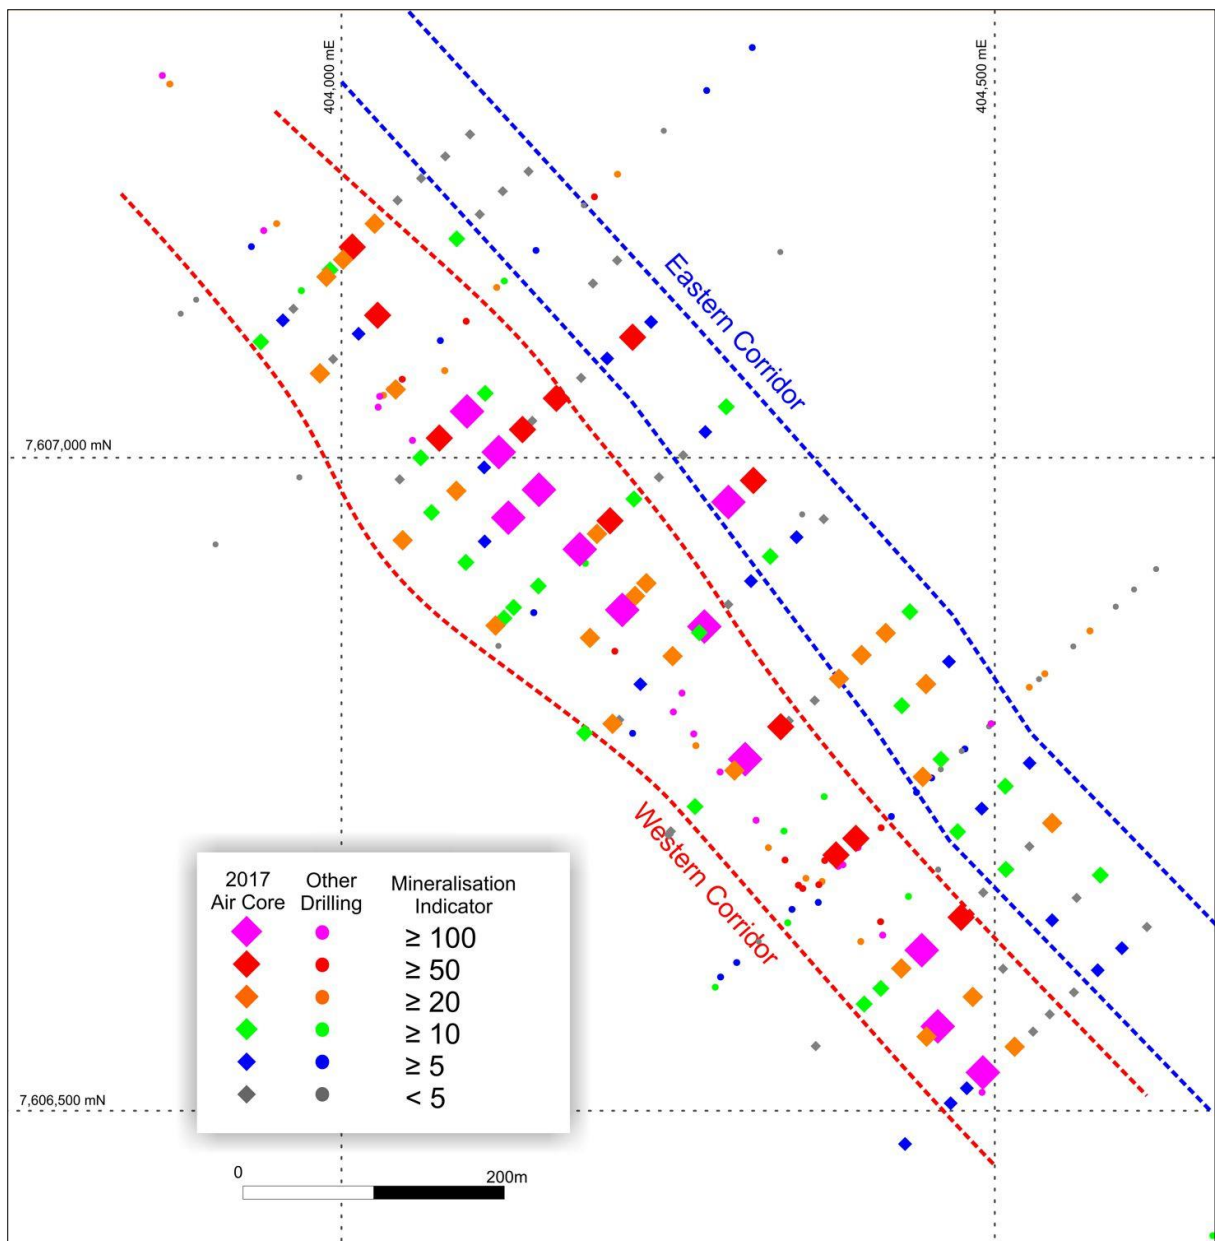 404,000 mE
404,500 mE
Eastern Corridor
7,607,000 mN
Western Corridor
2017
Air Core
Other
Drilling
Mineralisation
Indicator
≥ 100
≥ 50
≥ 20
≥ 10
≥ 5
< 5
7,606,500 mN
0
200m